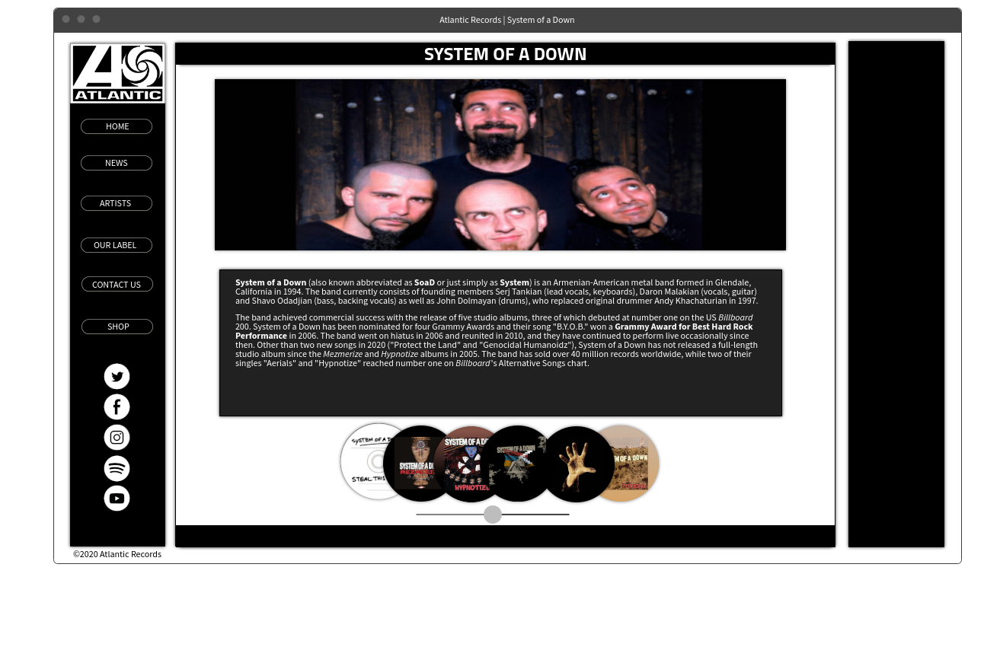 Atlantic Records | System of a Down
ATLANTIC
SYSTEM OF A DOWN
HOME
NEWS
ARTISTS
OUR LABEL
CONTACT US
SHOP
System of a Down (also known abbreviated as SoaD or just simply as System) is an Armenian-American metal band formed in Glendale,
California in 1994. The band currently consists of founding members Serj Tankian (lead vocals, keyboards), Daron Malakian (vocals, guitar)
and Shavo Odadjian (bass, backing vocals) as well as John Dolmayan (drums), who replaced original drummer Andy Khachaturian in 1997.
The band achieved commercial success with the release of five studio albums, three of which debuted at number one on the US Billboard
200. System of a Down has been nominated for four Grammy Awards and their song "B.Y.O.B." won a Grammy Award for Best Hard Rock
Performance in 2006. The band went on hiatus in 2006 and reunited in 2010, and they have continued to perform live occasionally since
then. Other than two new songs in 2020 ("Protect the Land" and "Genocidal Humanoidz"), System of a Down has not released a full-length
studio album since the Mezmerize and Hypnotize albums in 2005. The band has sold over 40 million records worldwide, while two of their
singles "Aerials" and "Hypnotize" reached number one on Billboard's Alternative Songs chart.
SYSTEM OF A D
STEAL THIS
SYSTEM OF A D
SYSTEM OF A DO
HYPNOTIZE
SYSTEM OF A DOWN
M OF A DOWN
©2020 Atlantic Records